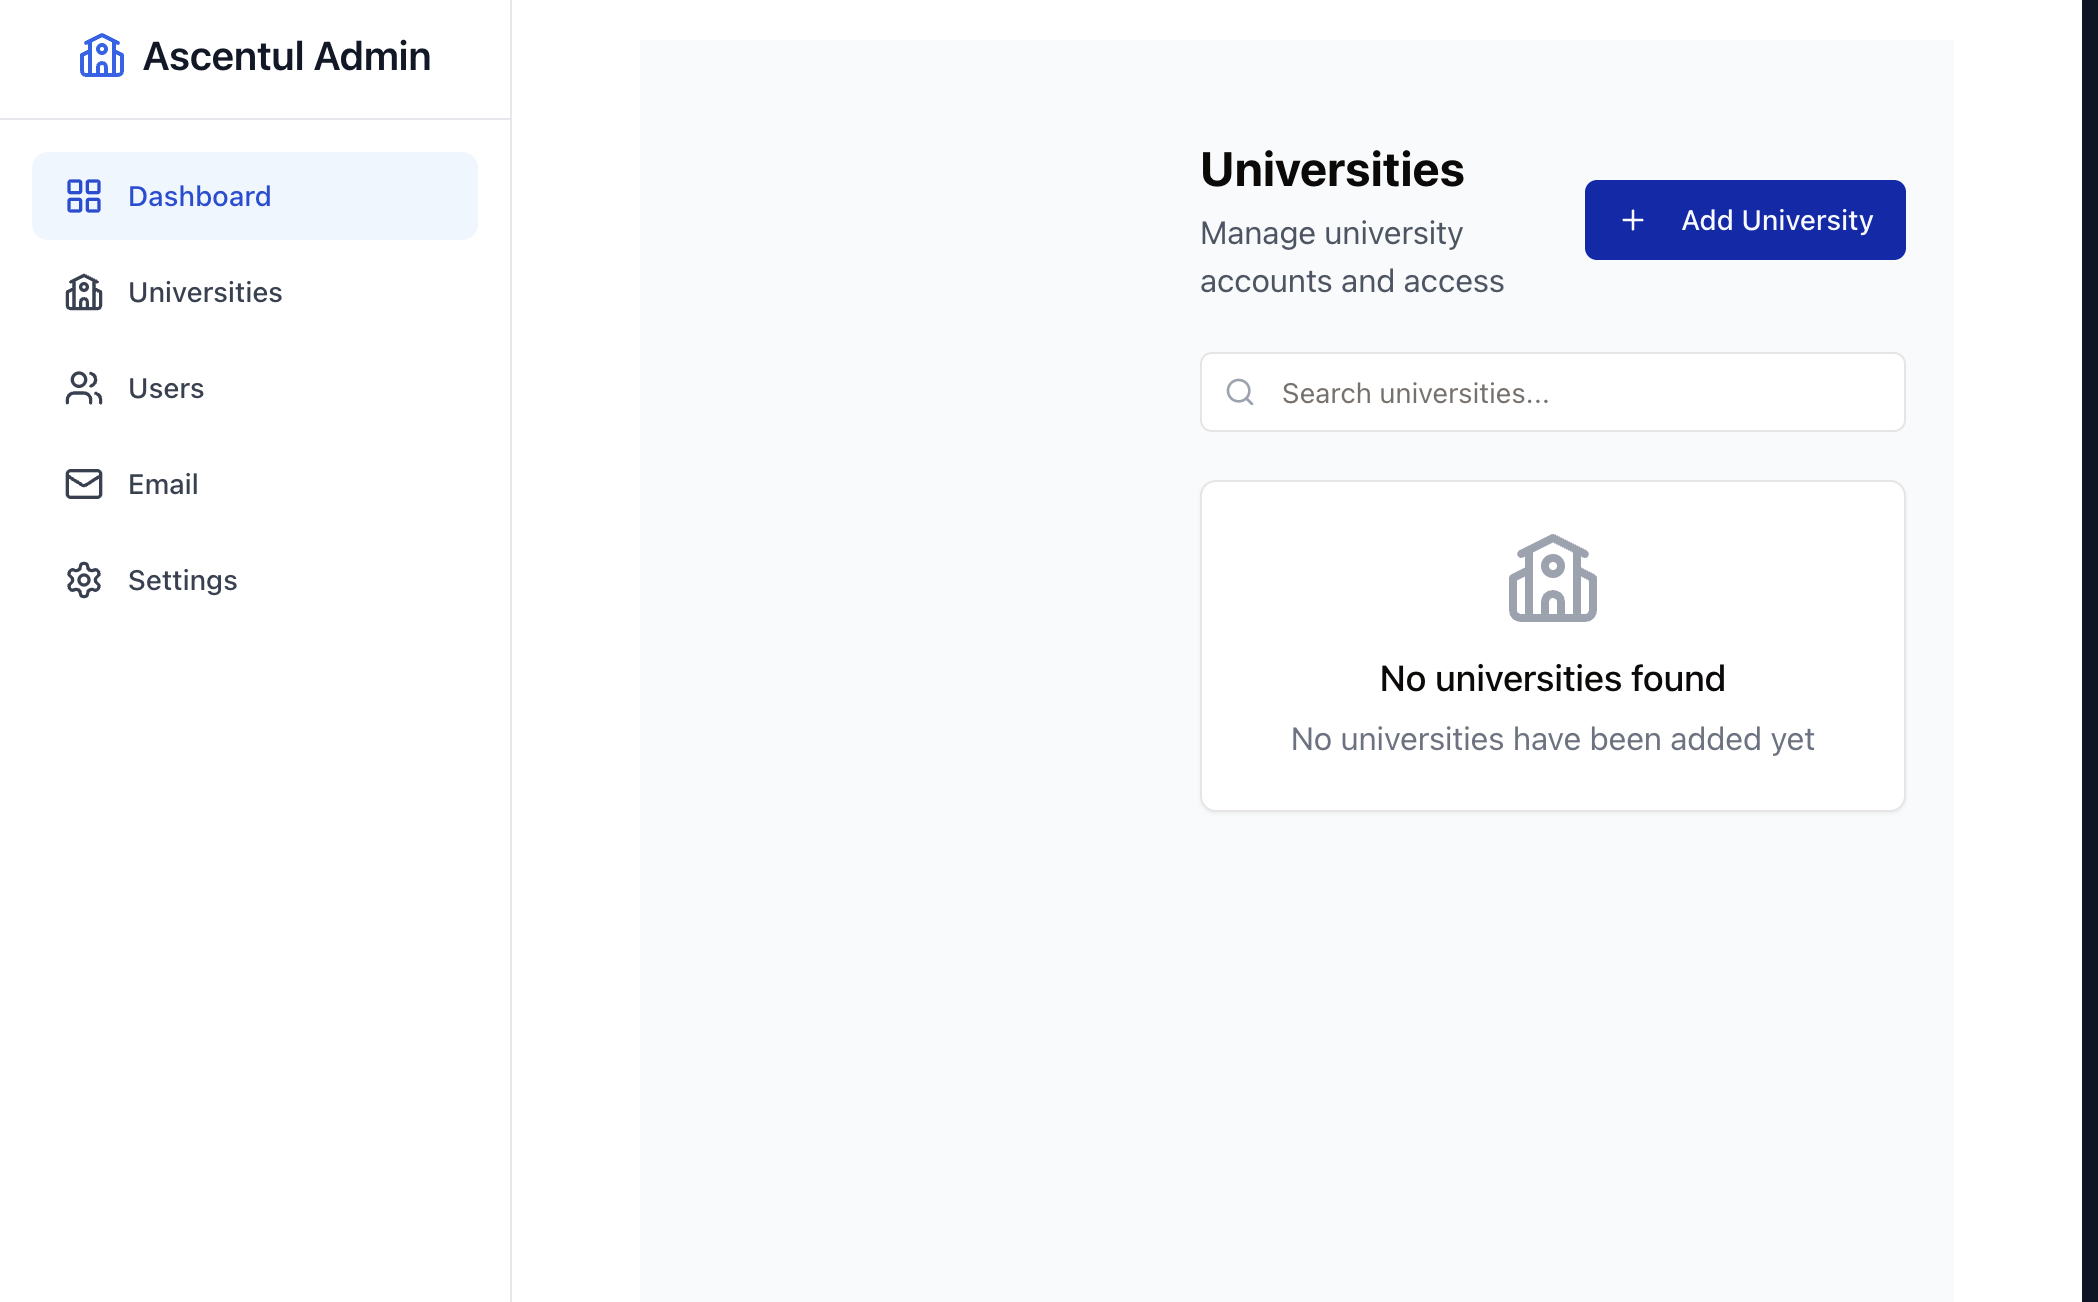 Ascentul Admin
Dashboard
Universities
Users
Email
Settings
Universities
Manage university
accounts and access
Add University
Search universities...
No universities found
No universities have been added yet